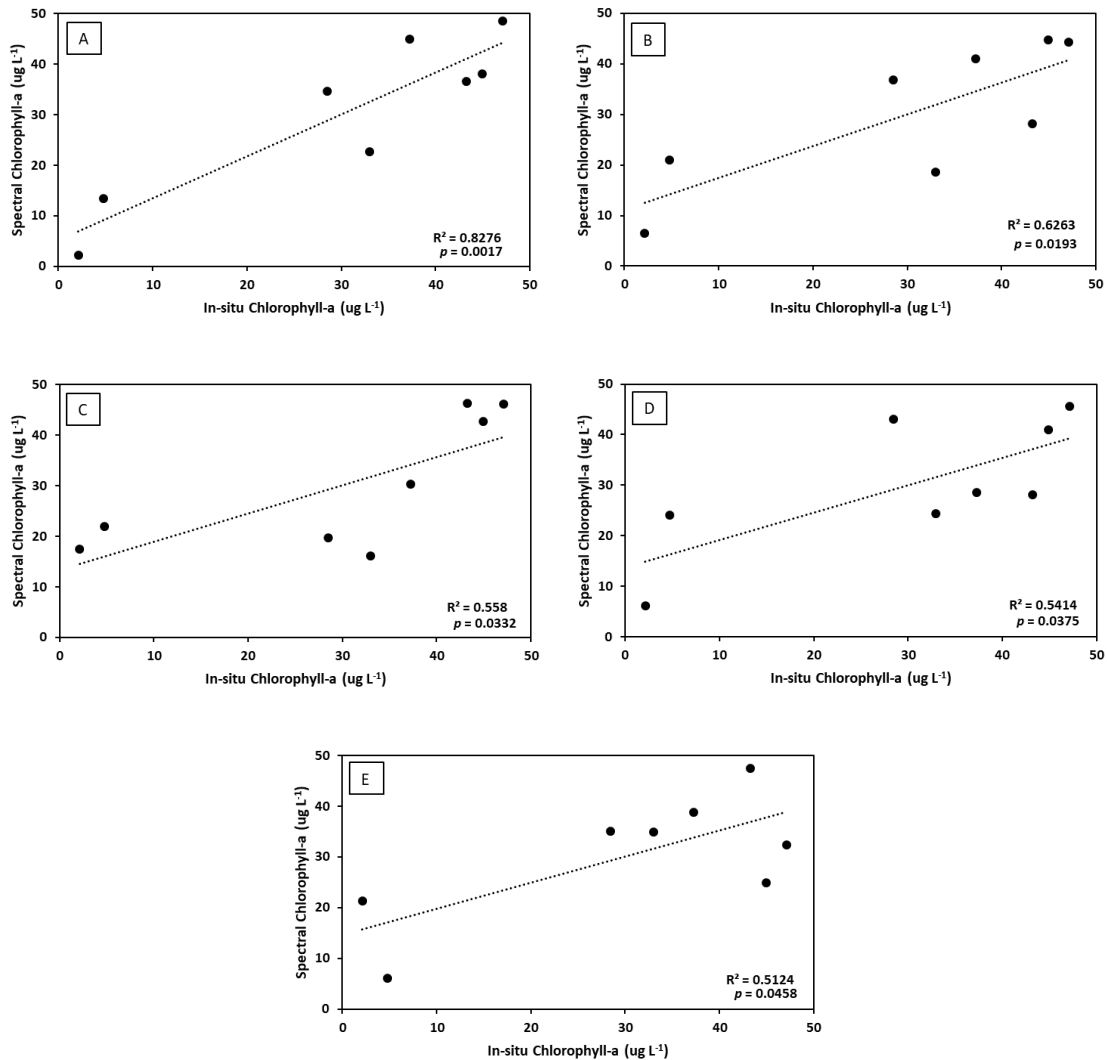 A
Spectral Chlorophyll-a (ug L⁻¹)
50
40
30
20
10
0
R² = 0.8276
p = 0.0017
0 10 20 30 40 50
In-situ Chlorophyll-a (ug L⁻¹)
B
Spectral Chlorophyll-a (ug L⁻¹)
50
40
30
20
10
0
R² = 0.6263
p = 0.0193
0 10 20 30 40 50
In-situ Chlorophyll-a (ug L⁻¹)
C
Spectral Chlorophyll-a (ug L⁻¹)
50
40
30
20
10
0
R² = 0.558
p = 0.0332
0 10 20 30 40 50
In-situ Chlorophyll-a (ug L⁻¹)
D
Spectral Chlorophyll-a (ug L⁻¹)
50
40
30
20
10
0
R² = 0.5414
p = 0.0375
0 10 20 30 40 50
In-situ Chlorophyll-a (ug L⁻¹)
E
Spectral Chlorophyll-a (ug L⁻¹)
50
40
30
20
10
0
R² = 0.5124
p = 0.0458
0 10 20 30 40 50
In-situ Chlorophyll-a (ug L⁻¹)